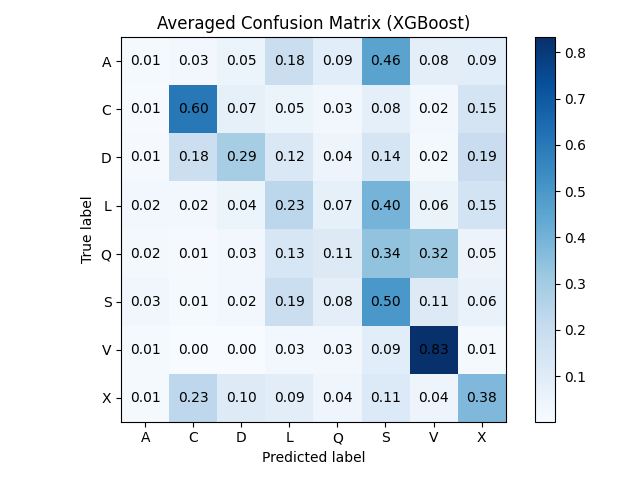 Averaged Confusion Matrix (XGBoost)
A 0.01 0.03 0.05 0.18 0.09 0.46 0.08 0.09
C 0.01 0.60 0.07 0.05 0.03 0.08 0.02 0.15
D 0.01 0.18 0.29 0.12 0.04 0.14 0.02 0.19
L 0.02 0.02 0.04 0.23 0.07 0.40 0.06 0.15
Q 0.02 0.01 0.03 0.13 0.11 0.34 0.32 0.05
S 0.03 0.01 0.02 0.19 0.08 0.50 0.11 0.06
V 0.01 0.00 0.00 0.03 0.03 0.09 0.83 0.01
X 0.01 0.23 0.10 0.09 0.04 0.11 0.04 0.38
A C D L Q S V X
Predicted label
True label
0.8
0.7
0.6
0.5
0.4
0.3
0.2
0.1